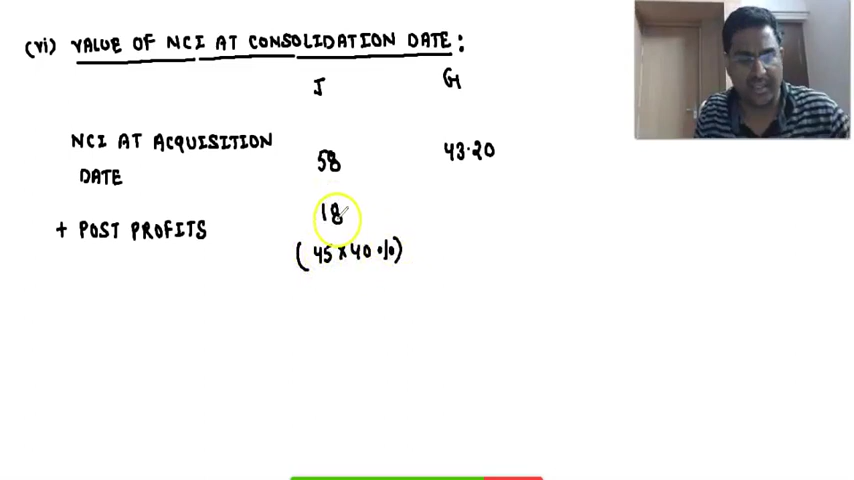 (vi) VALUE OF NCI AT CONSOLIDATION DATE:
J G
NCI AT ACQUISITION 58 43.20
DATE
+ POST PROFITS 18
(45 x 40%)